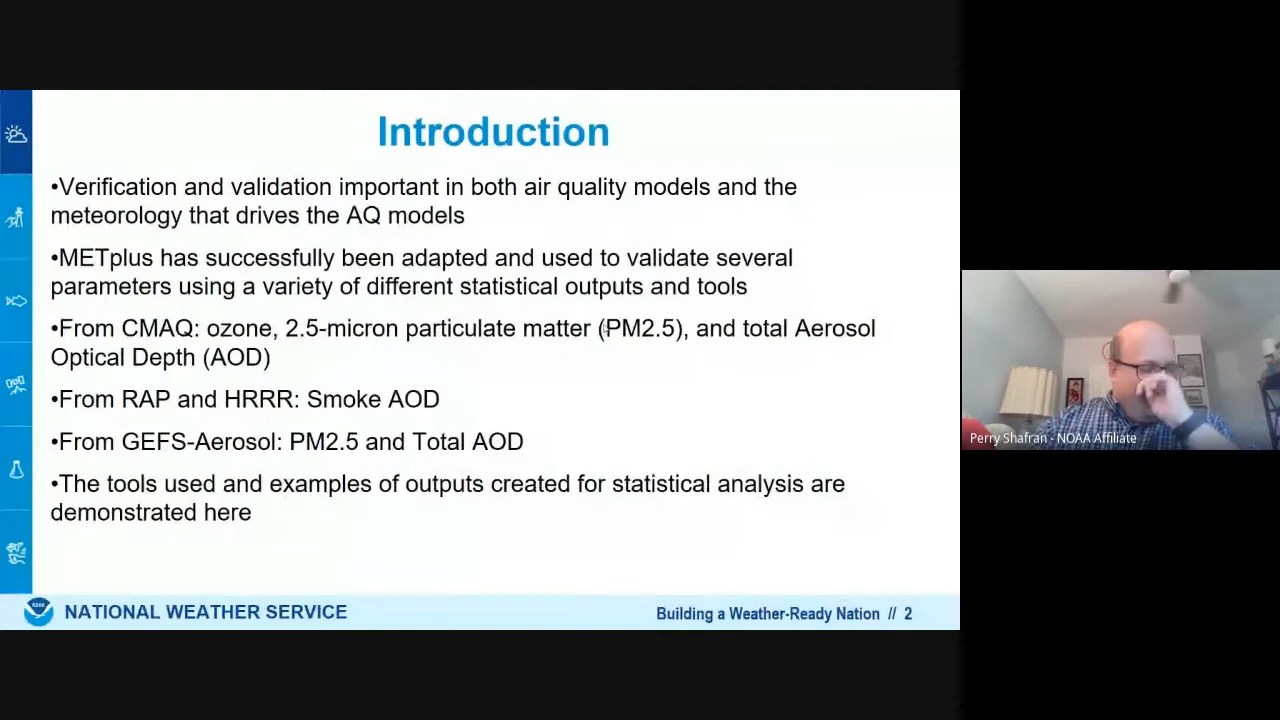 Introduction
•Verification and validation important in both air quality models and the
meteorology that drives the AQ models
•METplus has successfully been adapted and used to validate several
parameters using a variety of different statistical outputs and tools
•From CMAQ: ozone, 2.5-micron particulate matter (PM2.5), and total Aerosol
Optical Depth (AOD)
•From RAP and HRRR: Smoke AOD
•From GEFS-Aerosol: PM2.5 and Total AOD
•The tools used and examples of outputs created for statistical analysis are
demonstrated here
NATIONAL WEATHER SERVICE
Building a Weather-Ready Nation // 2
Perry Shafran - NOAA Affiliate